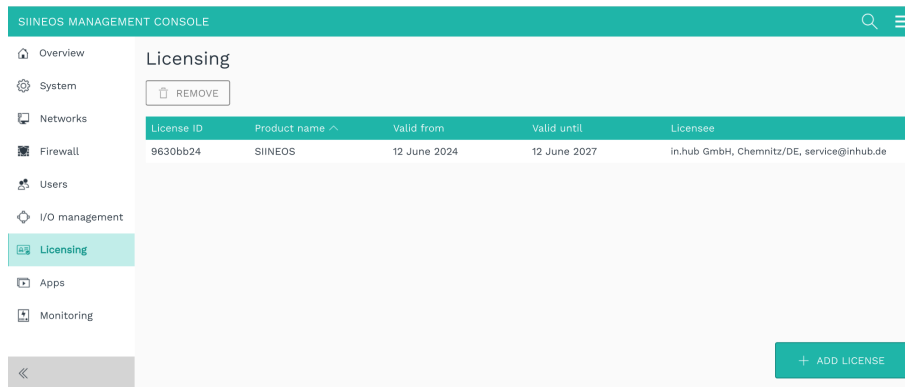 SIINEOS MANAGEMENT CONSOLE
Overview
System
Networks
Firewall
Users
I/O management
Licensing
Apps
Monitoring
Licensing
REMOVE
License ID Product name Valid from Valid until Licensee
9630bb24 SIINEOS 12 June 2024 12 June 2027 in.hub GmbH, Chemnitz/DE, service@inhub.de
+ ADD LICENSE